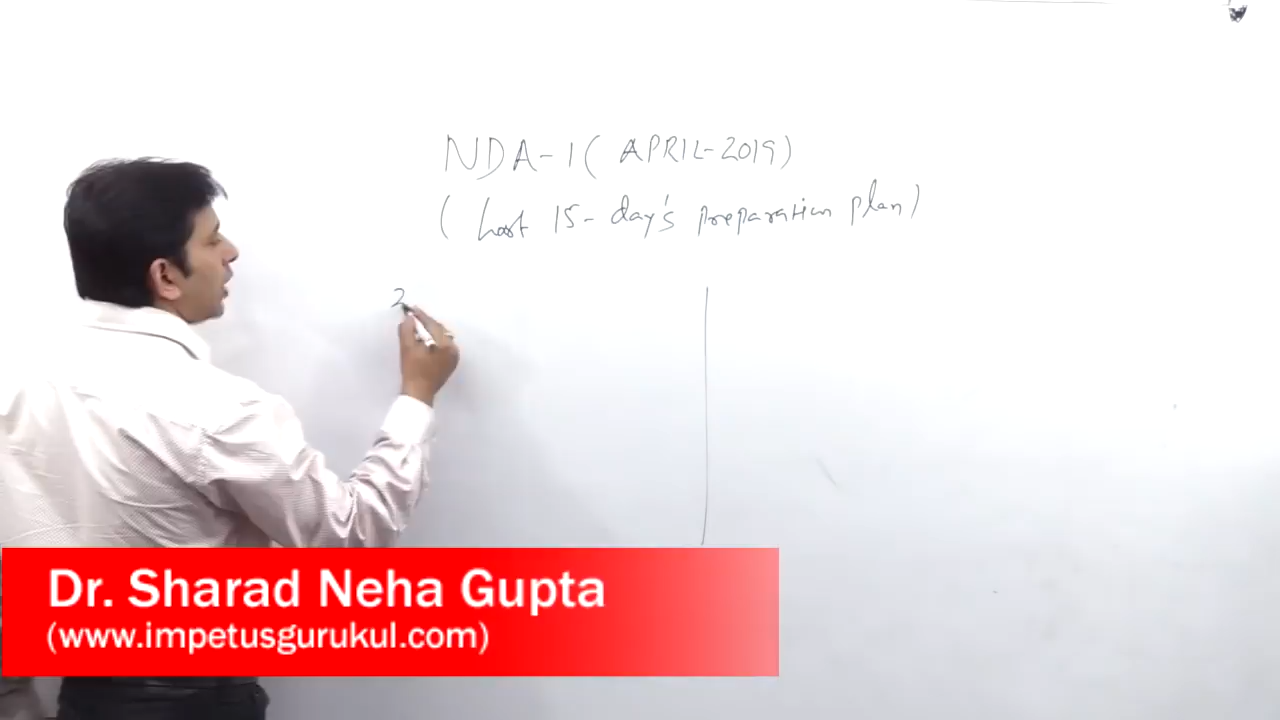 NDA-1 ( APRIL-2019)
( Last 15-day's preparation plan)
2
Dr. Sharad Neha Gupta
(www.impetusgurukul.com)